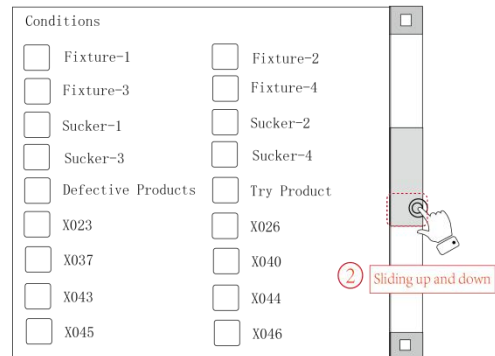 Conditions
Fixture-1 Fixture-2
Fixture-3 Fixture-4
Sucker-1 Sucker-2
Sucker-3 Sucker-4
Defective Products Try Product
X023 X026
X037 X040
X043 X044
X045 X046
2 Sliding up and down